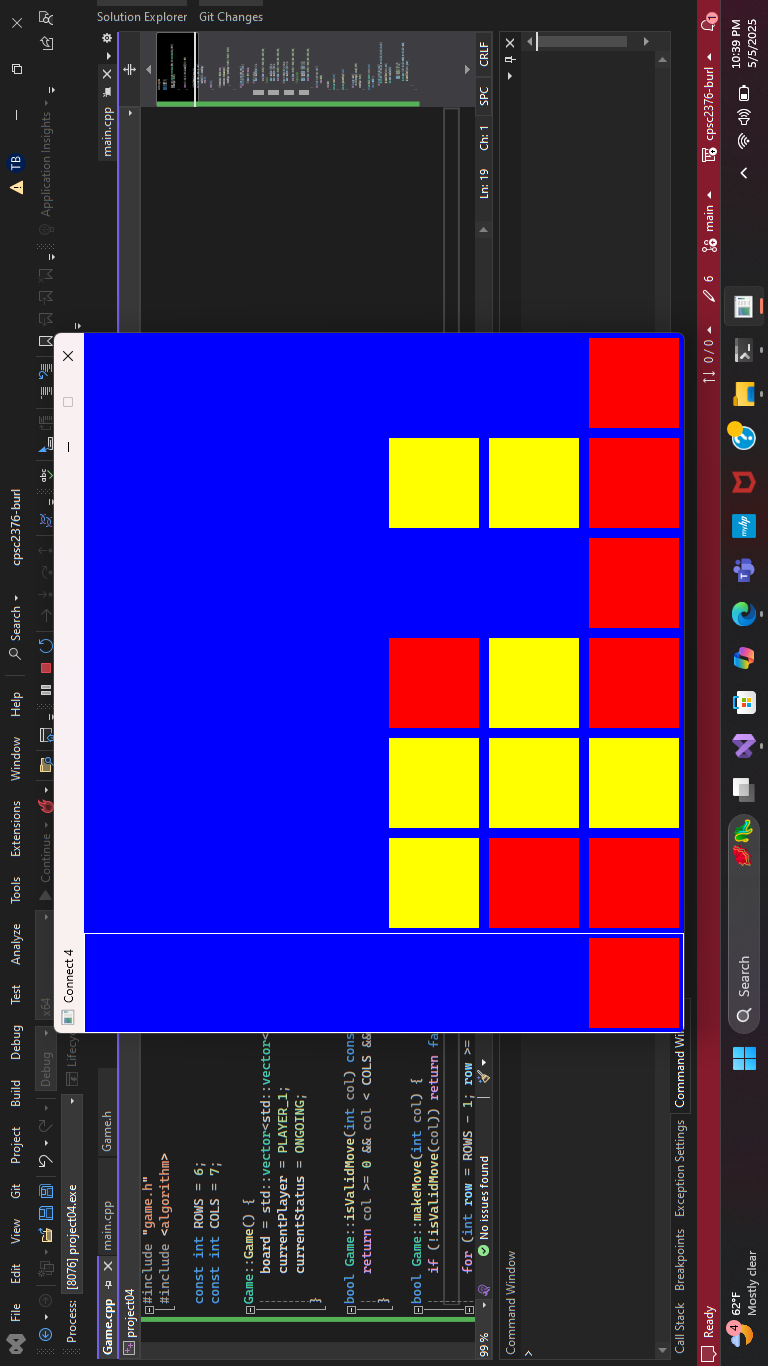 File Edit View Git Project Build Debug Test Analyze Tools Extensions Window Help Search cpsc2376-burl TB
Debug x64 Continue Application Insights
Process: [8076] project04.exe Lifecyc
Game.cpp main.cpp Game.h main.cpp Solution Explorer Git Changes
project04
#include "game.h"
#include <algorithm>
const int ROWS = 6;
const int COLS = 7;
Game::Game() {
board = std::vector<std::vector<
currentPlayer = PLAYER_1;
currentStatus = ONGOING;
}
bool Game::isValidMove(int col) cons
return col >= 0 && col < COLS &&
}
bool Game::makeMove(int col) {
if (!isValidMove(col)) return fa
for (int row = ROWS - 1; row >=
Connect 4
99 % No issues found Ln: 19 Ch: 1 SPC CRLF
Command Window
>
Call Stack Breakpoints Exception Settings Command Wi
Ready 0 / 0 6 main cpsc2376-burl 1
4 62°F
Mostly clear
Search
myhp
10:39 PM
5/5/2025